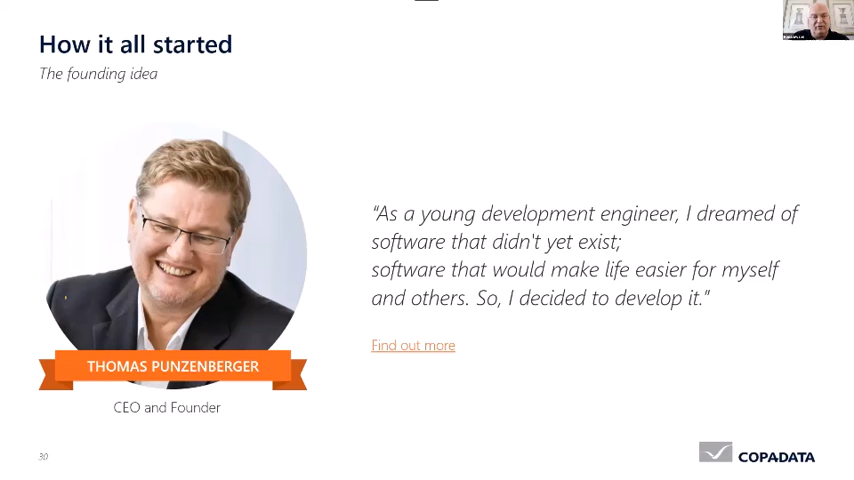 How it all started
The founding idea
"As a young development engineer, I dreamed of
software that didn't yet exist;
software that would make life easier for myself
and others. So, I decided to develop it."
Find out more
THOMAS PUNZENBERGER
CEO and Founder
30
COPADATA